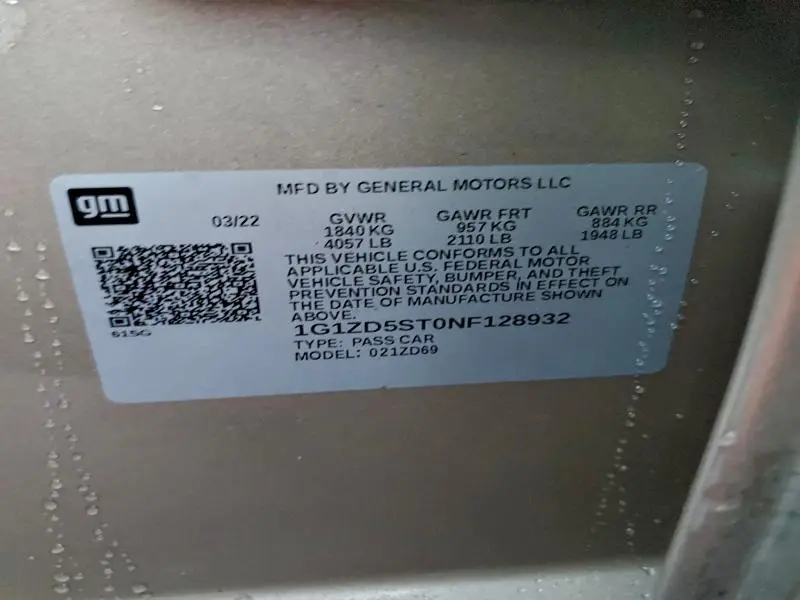 gm
MFD BY GENERAL MOTORS LLC
03/22
GVWR
1840 KG
4057 LB
GAWR FRT
957 KG
2110 LB
GAWR RR
884 KG
1948 LB
THIS VEHICLE CONFORMS TO ALL
APPLICABLE U.S. FEDERAL MOTOR
VEHICLE SAFETY, BUMPER, AND THEFT
PREVENTION STANDARDS IN EFFECT ON
THE DATE OF MANUFACTURE SHOWN
ABOVE.
1G1ZD5ST0NF128932
TYPE: PASS CAR
MODEL: 021ZD69